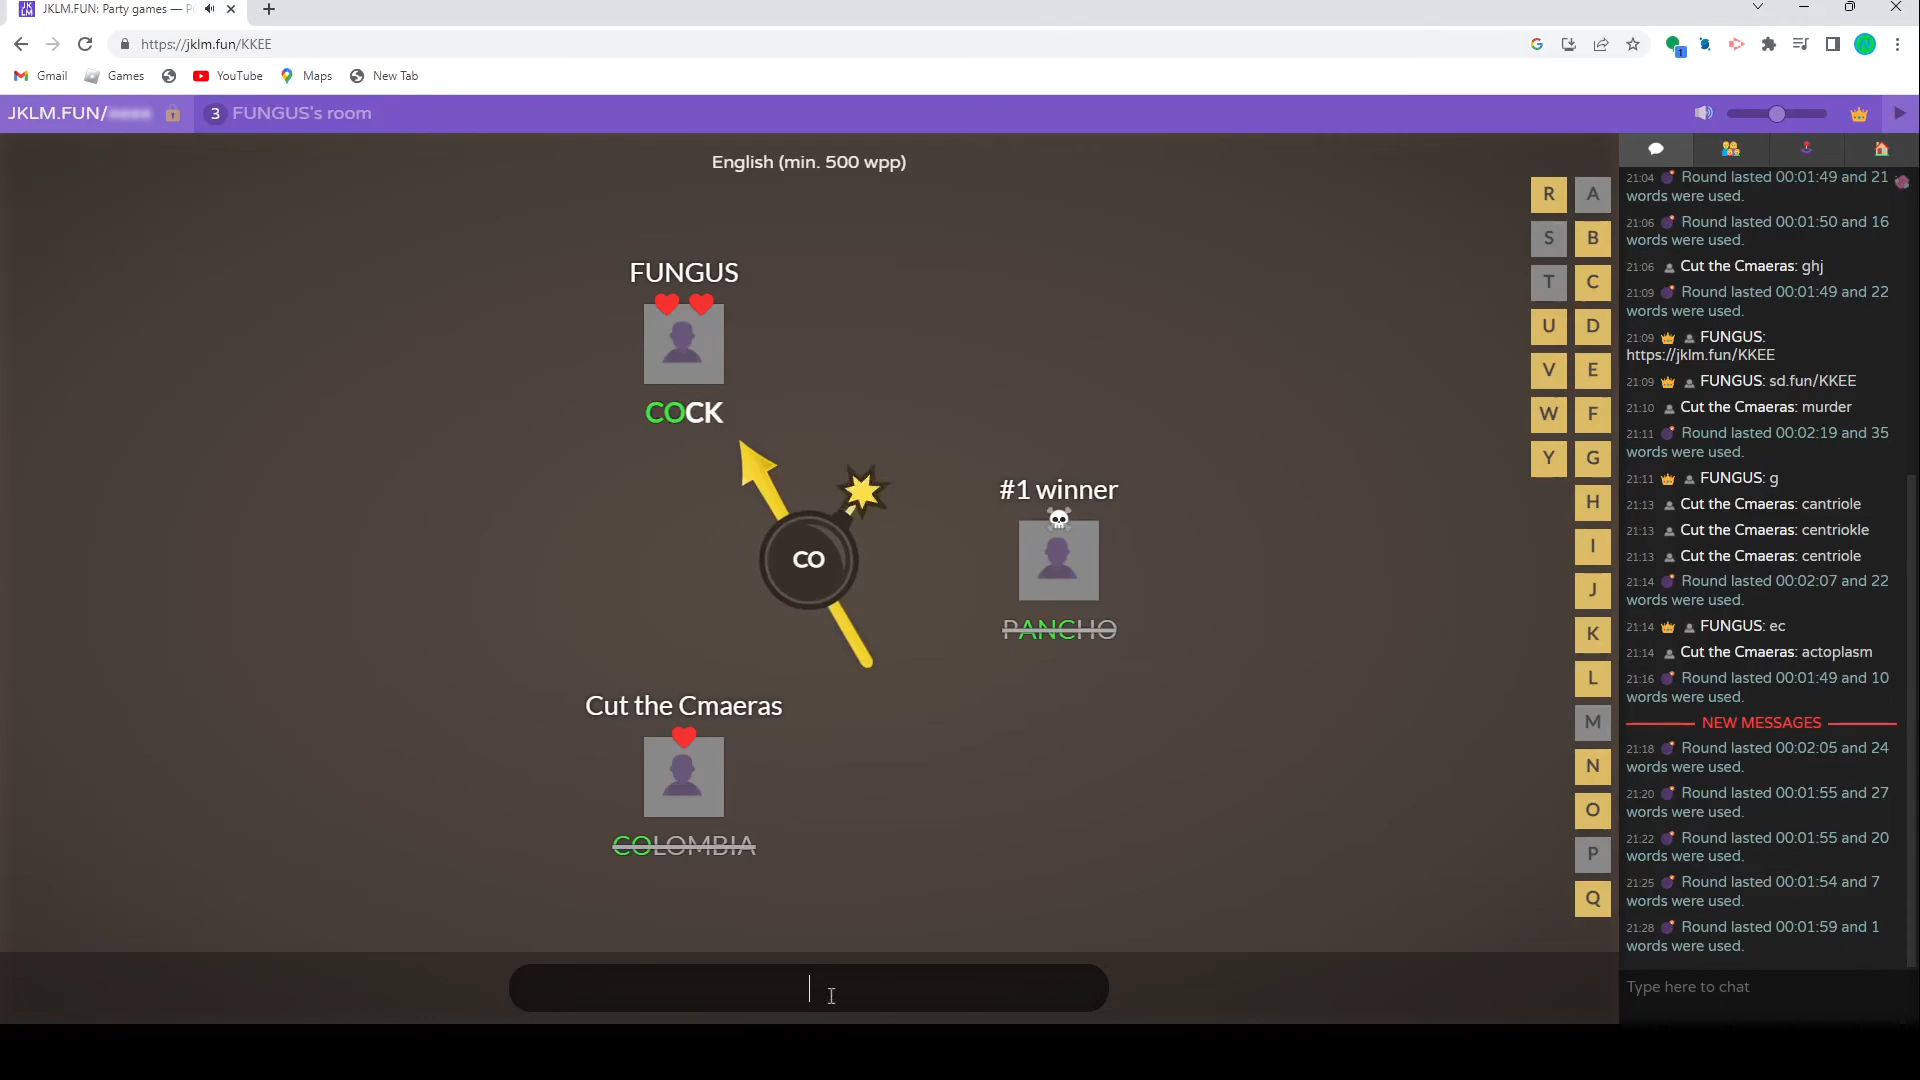 JKLM.FUN: Party games — P
https://jklm.fun/KKEE
Gmail Games YouTube Maps New Tab
JKLM.FUN/
3 FUNGUS's room
English (min. 500 wpp)
FUNGUS
COCK
CO
#1 winner
PANCHO
Cut the Cmaeras
COLOMBIA
R A
S B
T C
U D
V E
W F
Y G
H
I
J
K
L
M
N
O
P
Q
21:04 Round lasted 00:01:49 and 21
words were used.
21:06 Round lasted 00:01:50 and 16
words were used.
21:06 Cut the Cmaeras: ghj
21:09 Round lasted 00:01:49 and 22
words were used.
21:09 FUNGUS:
https://jklm.fun/KKEE
21:09 FUNGUS: sd.fun/KKEE
21:10 Cut the Cmaeras: murder
21:11 Round lasted 00:02:19 and 35
words were used.
21:11 FUNGUS: g
21:13 Cut the Cmaeras: cantriole
21:13 Cut the Cmaeras: centriokle
21:13 Cut the Cmaeras: centriole
21:14 Round lasted 00:02:07 and 22
words were used.
21:14 FUNGUS: ec
21:14 Cut the Cmaeras: actoplasm
21:16 Round lasted 00:01:49 and 10
words were used.
NEW MESSAGES
21:18 Round lasted 00:02:05 and 24
words were used.
21:20 Round lasted 00:01:55 and 27
words were used.
21:22 Round lasted 00:01:55 and 20
words were used.
21:25 Round lasted 00:01:54 and 7
words were used.
21:28 Round lasted 00:01:59 and 1
words were used.
Type here to chat